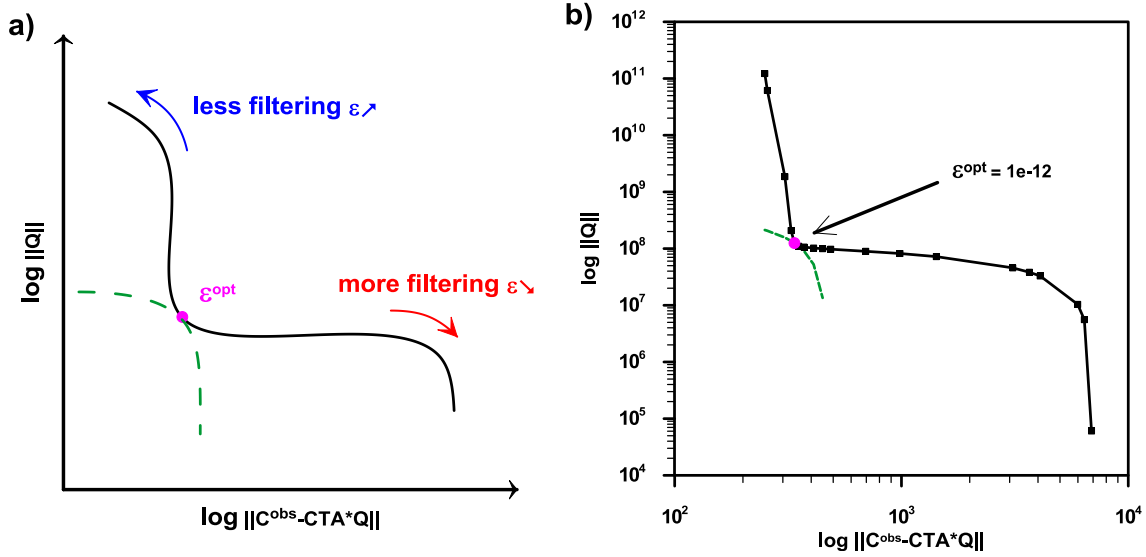 a)
less filtering ε↗
log ||Q||
εᵒᵖᵗ
more filtering ε↘
log ||Cᵒᵇˢ-CTA*Q||
b)
10¹²
10¹¹
10¹⁰
10⁹
10⁸
10⁷
10⁶
10⁵
10⁴
log ||Q||
εᵒᵖᵗ = 1e-12
10² 10³ 10⁴
log ||Cᵒᵇˢ-CTA*Q||